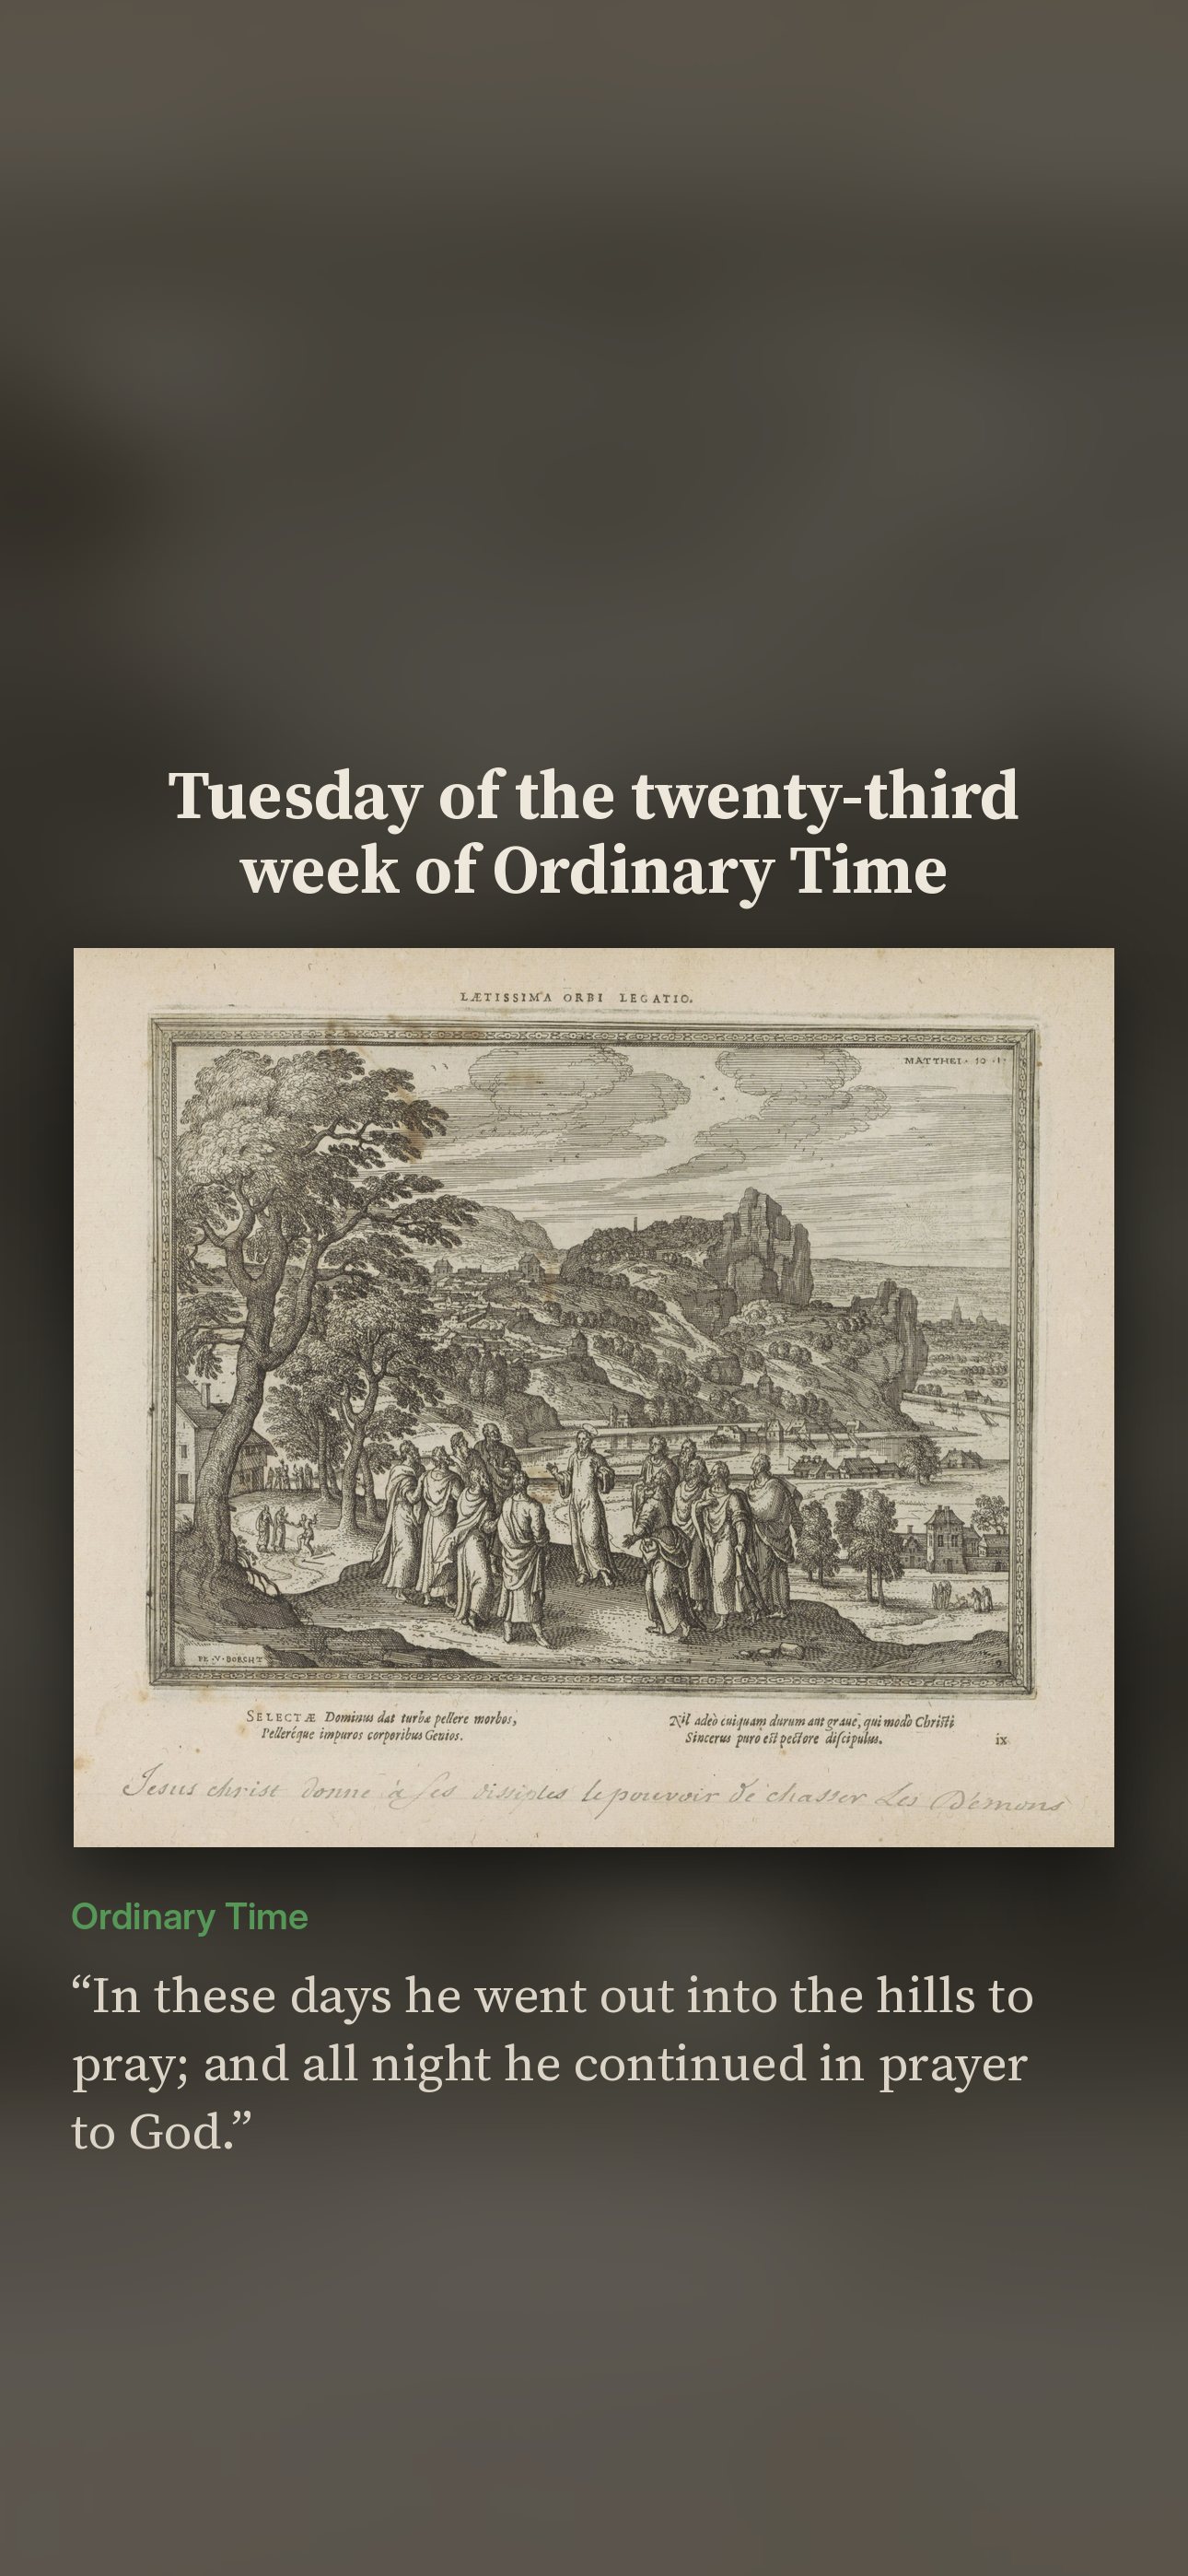 Tuesday of the twenty-third
week of Ordinary Time
LÆTISSIMA ORBI LEGATIO.
MATTHEI. 10 .1.
PE.V.BORCHT
SELECTÆ Dominus dat turbæ pellere morbos,
Pelleréque impuros corporibus Genios.
Nil adeò cuiquam durum aut graue, qui modò Christi
Sincerus puro est pectore discipulus.
ix
Jesus christ donne à ses dissiples le pouvoir de chasser Les Démons
Ordinary Time
“In these days he went out into the hills to
pray; and all night he continued in prayer
to God.”